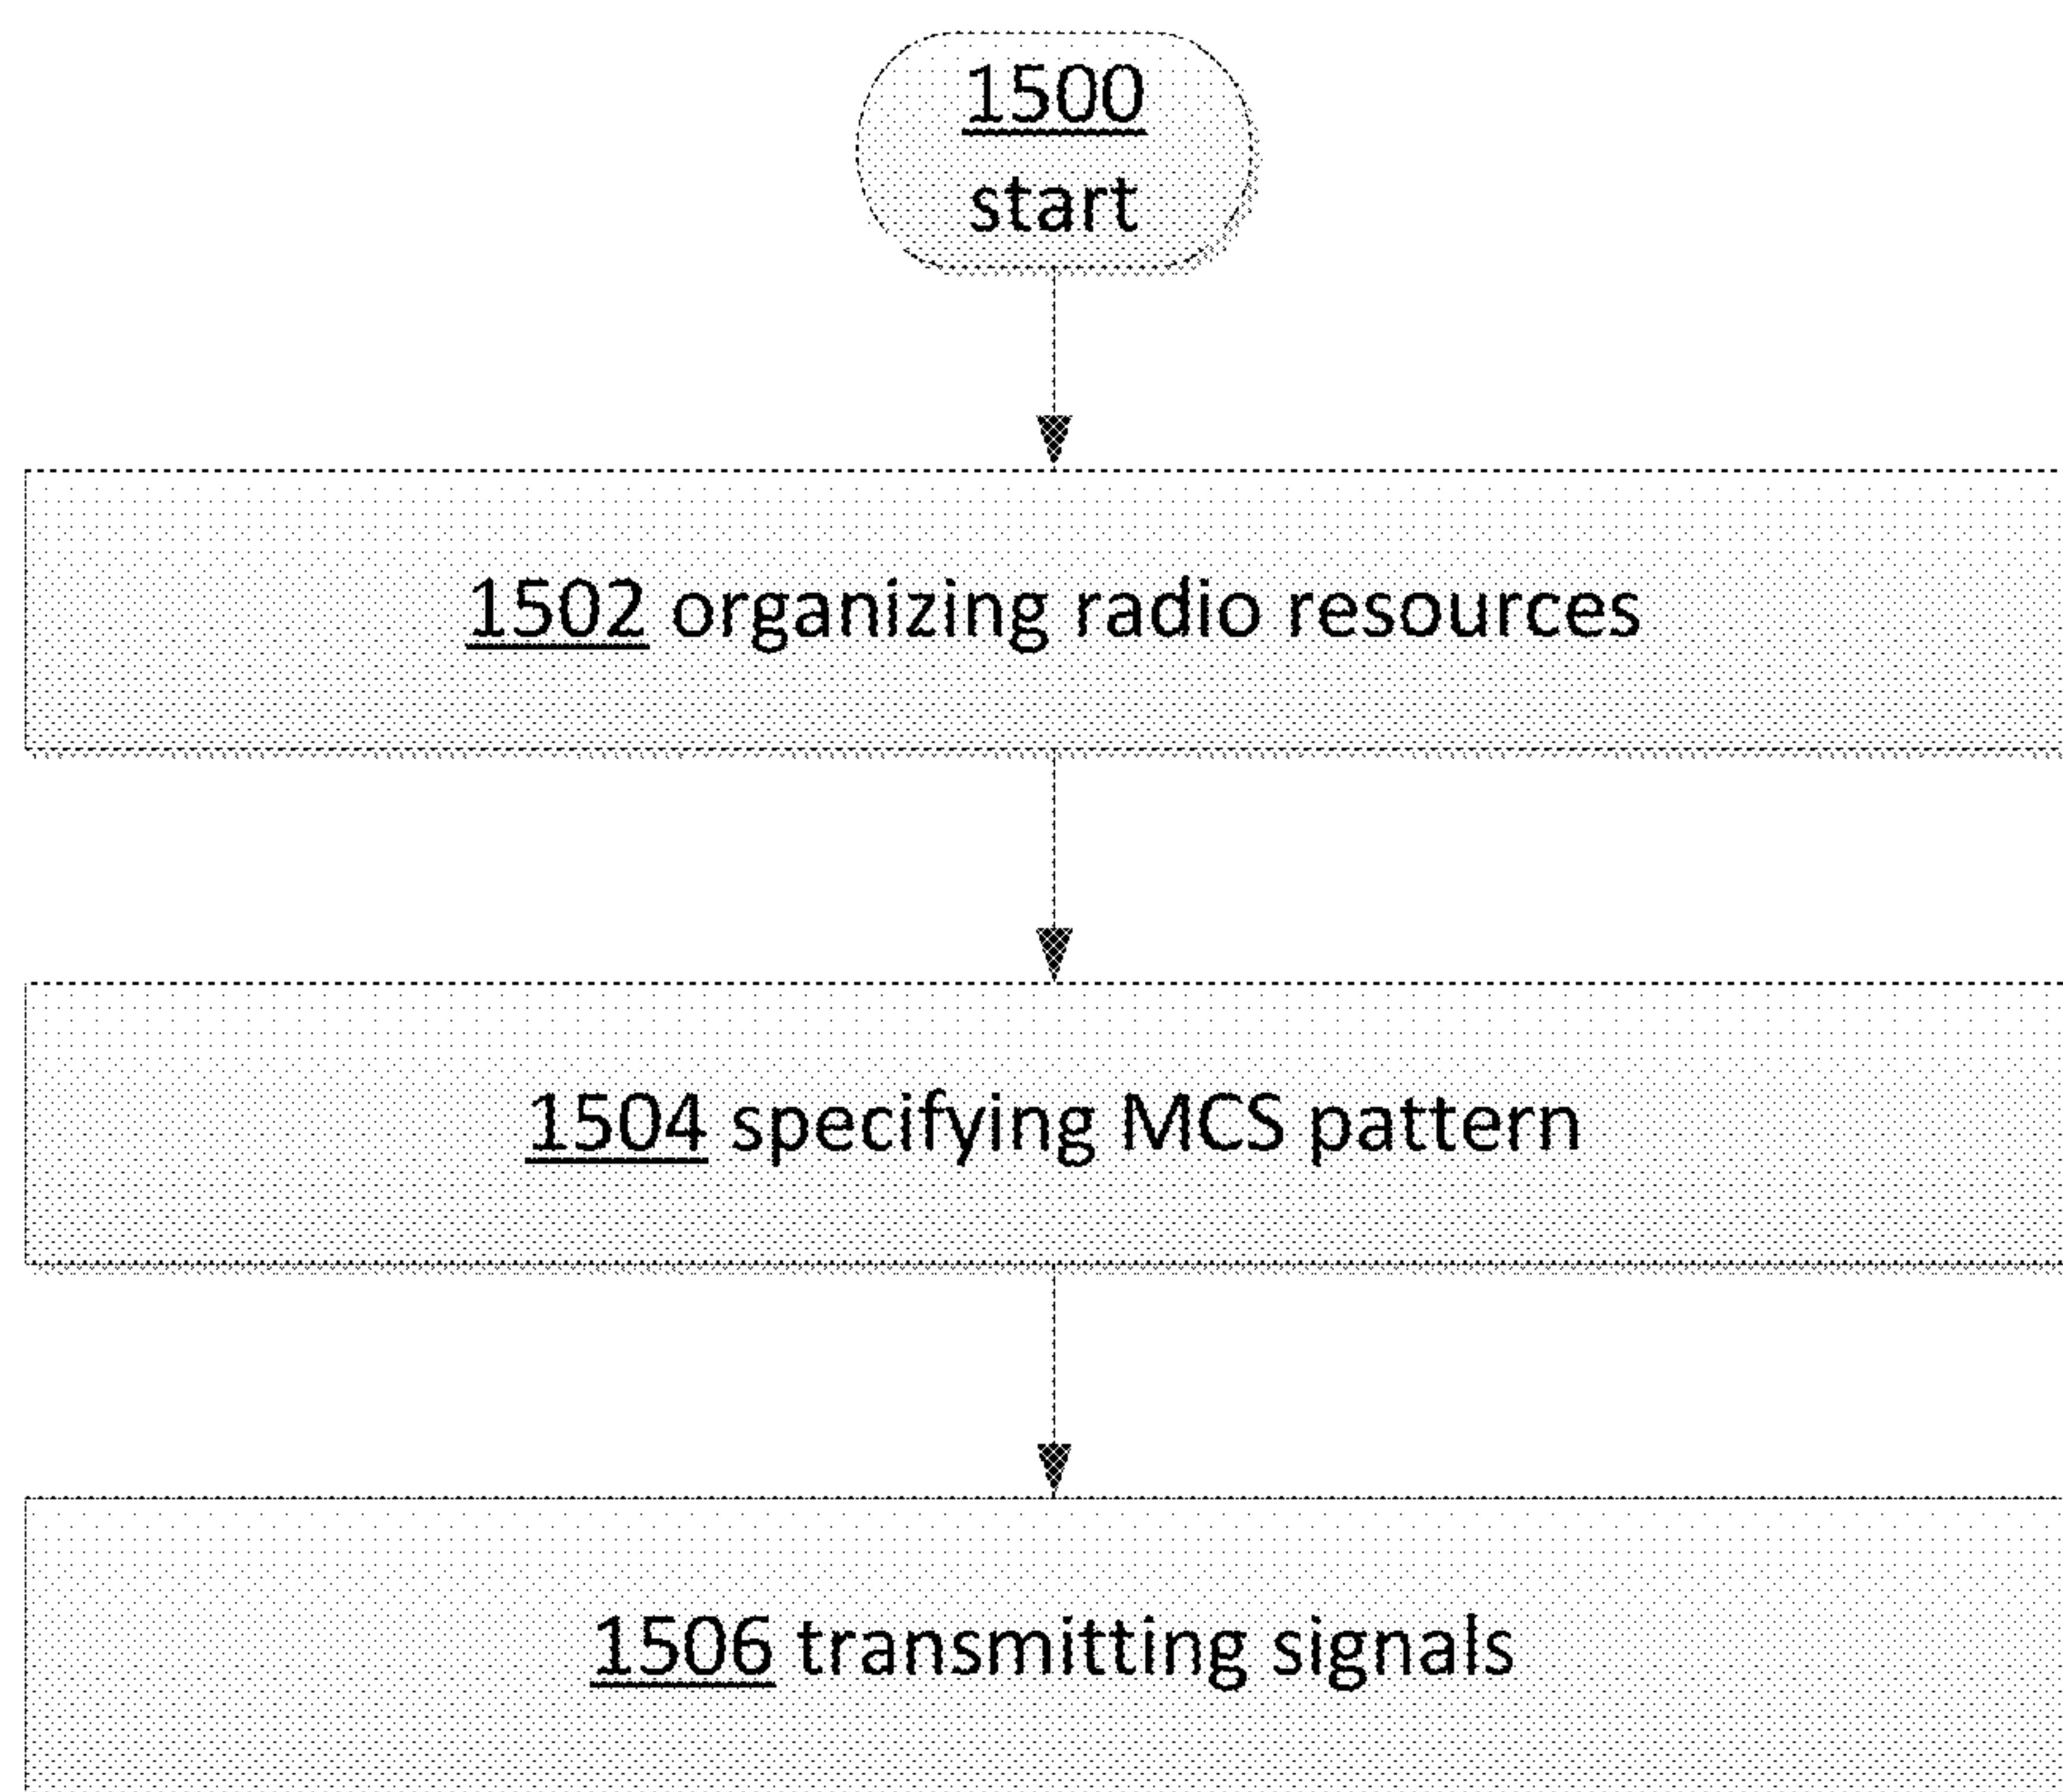 1500
start
1502 organizing radio resources
1504 specifying MCS pattern
1506 transmitting signals